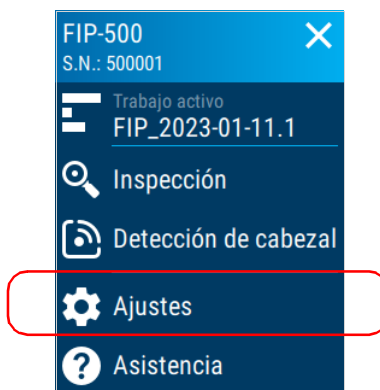 FIP-500
S.N.: 500001
Trabajo activo
FIP_2023-01-11.1
Inspección
Detección de cabezal
Ajustes
Asistencia